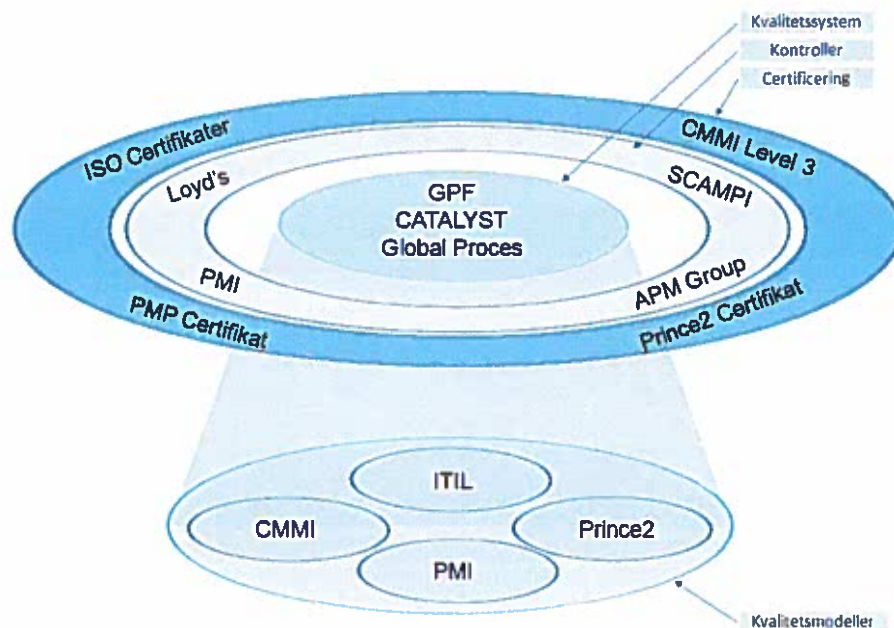 Kvalitetssystem
Kontroller
Certificering
ISO Certifikater
CMMI Level 3
Loyd's
SCAMPI
GPF
CATALYST
Global Proces
PMI
APM Group
PMP Certifikat
Prince2 Certifikat
ITIL
CMMI
Prince2
PMI
Kvalitetsmodeller